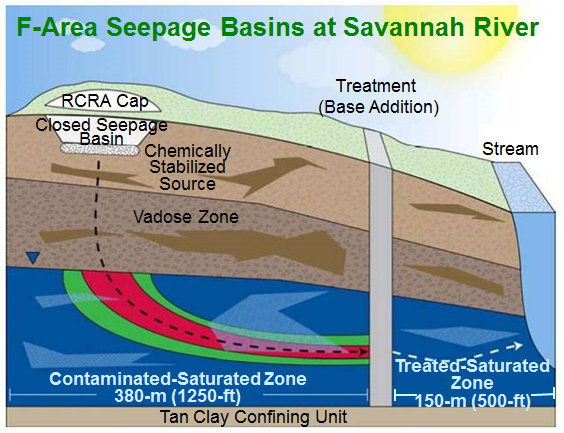 F-Area Seepage Basins at Savannah River
Treatment
(Base Addition)
RCRA Cap
Closed Seepage
Basin
Chemically
Stabilized
Source
Stream
Vadose Zone
Contaminated-Saturated Zone
380-m (1250-ft)
Treated-Saturated
Zone
150-m (500-ft)
Tan Clay Confining Unit